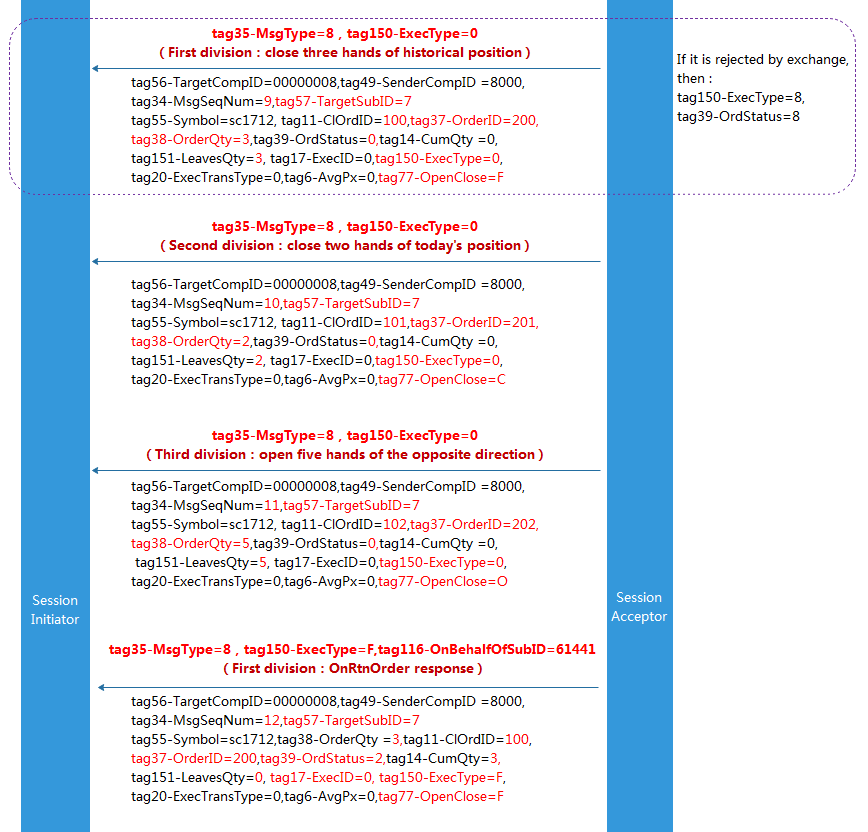 tag35-MsgType=8 , tag150-ExecType=0
( First division : close three hands of historical position )
If it is rejected by exchange,
then :
tag150-ExecType=8,
tag39-OrdStatus=8
tag56-TargetCompID=00000008,tag49-SenderCompID =8000,
tag34-MsgSeqNum=9,tag57-TargetSubID=7
tag55-Symbol=sc1712, tag11-ClOrdID=100,tag37-OrderID=200,
tag38-OrderQty=3,tag39-OrdStatus=0,tag14-CumQty =0,
tag151-LeavesQty=3, tag17-ExecID=0,tag150-ExecType=0,
tag20-ExecTransType=0,tag6-AvgPx=0,tag77-OpenClose=F
tag35-MsgType=8 , tag150-ExecType=0
( Second division : close two hands of today's position )
tag56-TargetCompID=00000008,tag49-SenderCompID =8000,
tag34-MsgSeqNum=10,tag57-TargetSubID=7
tag55-Symbol=sc1712, tag11-ClOrdID=101,tag37-OrderID=201,
tag38-OrderQty=2,tag39-OrdStatus=0,tag14-CumQty =0,
tag151-LeavesQty=2, tag17-ExecID=0,tag150-ExecType=0,
tag20-ExecTransType=0,tag6-AvgPx=0,tag77-OpenClose=C
tag35-MsgType=8 , tag150-ExecType=0
( Third division : open five hands of the opposite direction )
tag56-TargetCompID=00000008,tag49-SenderCompID =8000,
tag34-MsgSeqNum=11,tag57-TargetSubID=7
tag55-Symbol=sc1712, tag11-ClOrdID=102,tag37-OrderID=202,
tag38-OrderQty=5,tag39-OrdStatus=0,tag14-CumQty =0,
tag151-LeavesQty=5, tag17-ExecID=0,tag150-ExecType=0,
tag20-ExecTransType=0,tag6-AvgPx=0,tag77-OpenClose=O
Session
Initiator
Session
Acceptor
tag35-MsgType=8 , tag150-ExecType=F,tag116-OnBehalfOfSubID=61441
( First division : OnRtnOrder response )
tag56-TargetCompID=00000008,tag49-SenderCompID =8000,
tag34-MsgSeqNum=12,tag57-TargetSubID=7
tag55-Symbol=sc1712,tag38-OrderQty =3,tag11-ClOrdID=100,
tag37-OrderID=200,tag39-OrdStatus=2,tag14-CumQty=3,
tag151-LeavesQty=0, tag17-ExecID=0, tag150-ExecType=F,
tag20-ExecTransType=0,tag6-AvgPx=0,tag77-OpenClose=F